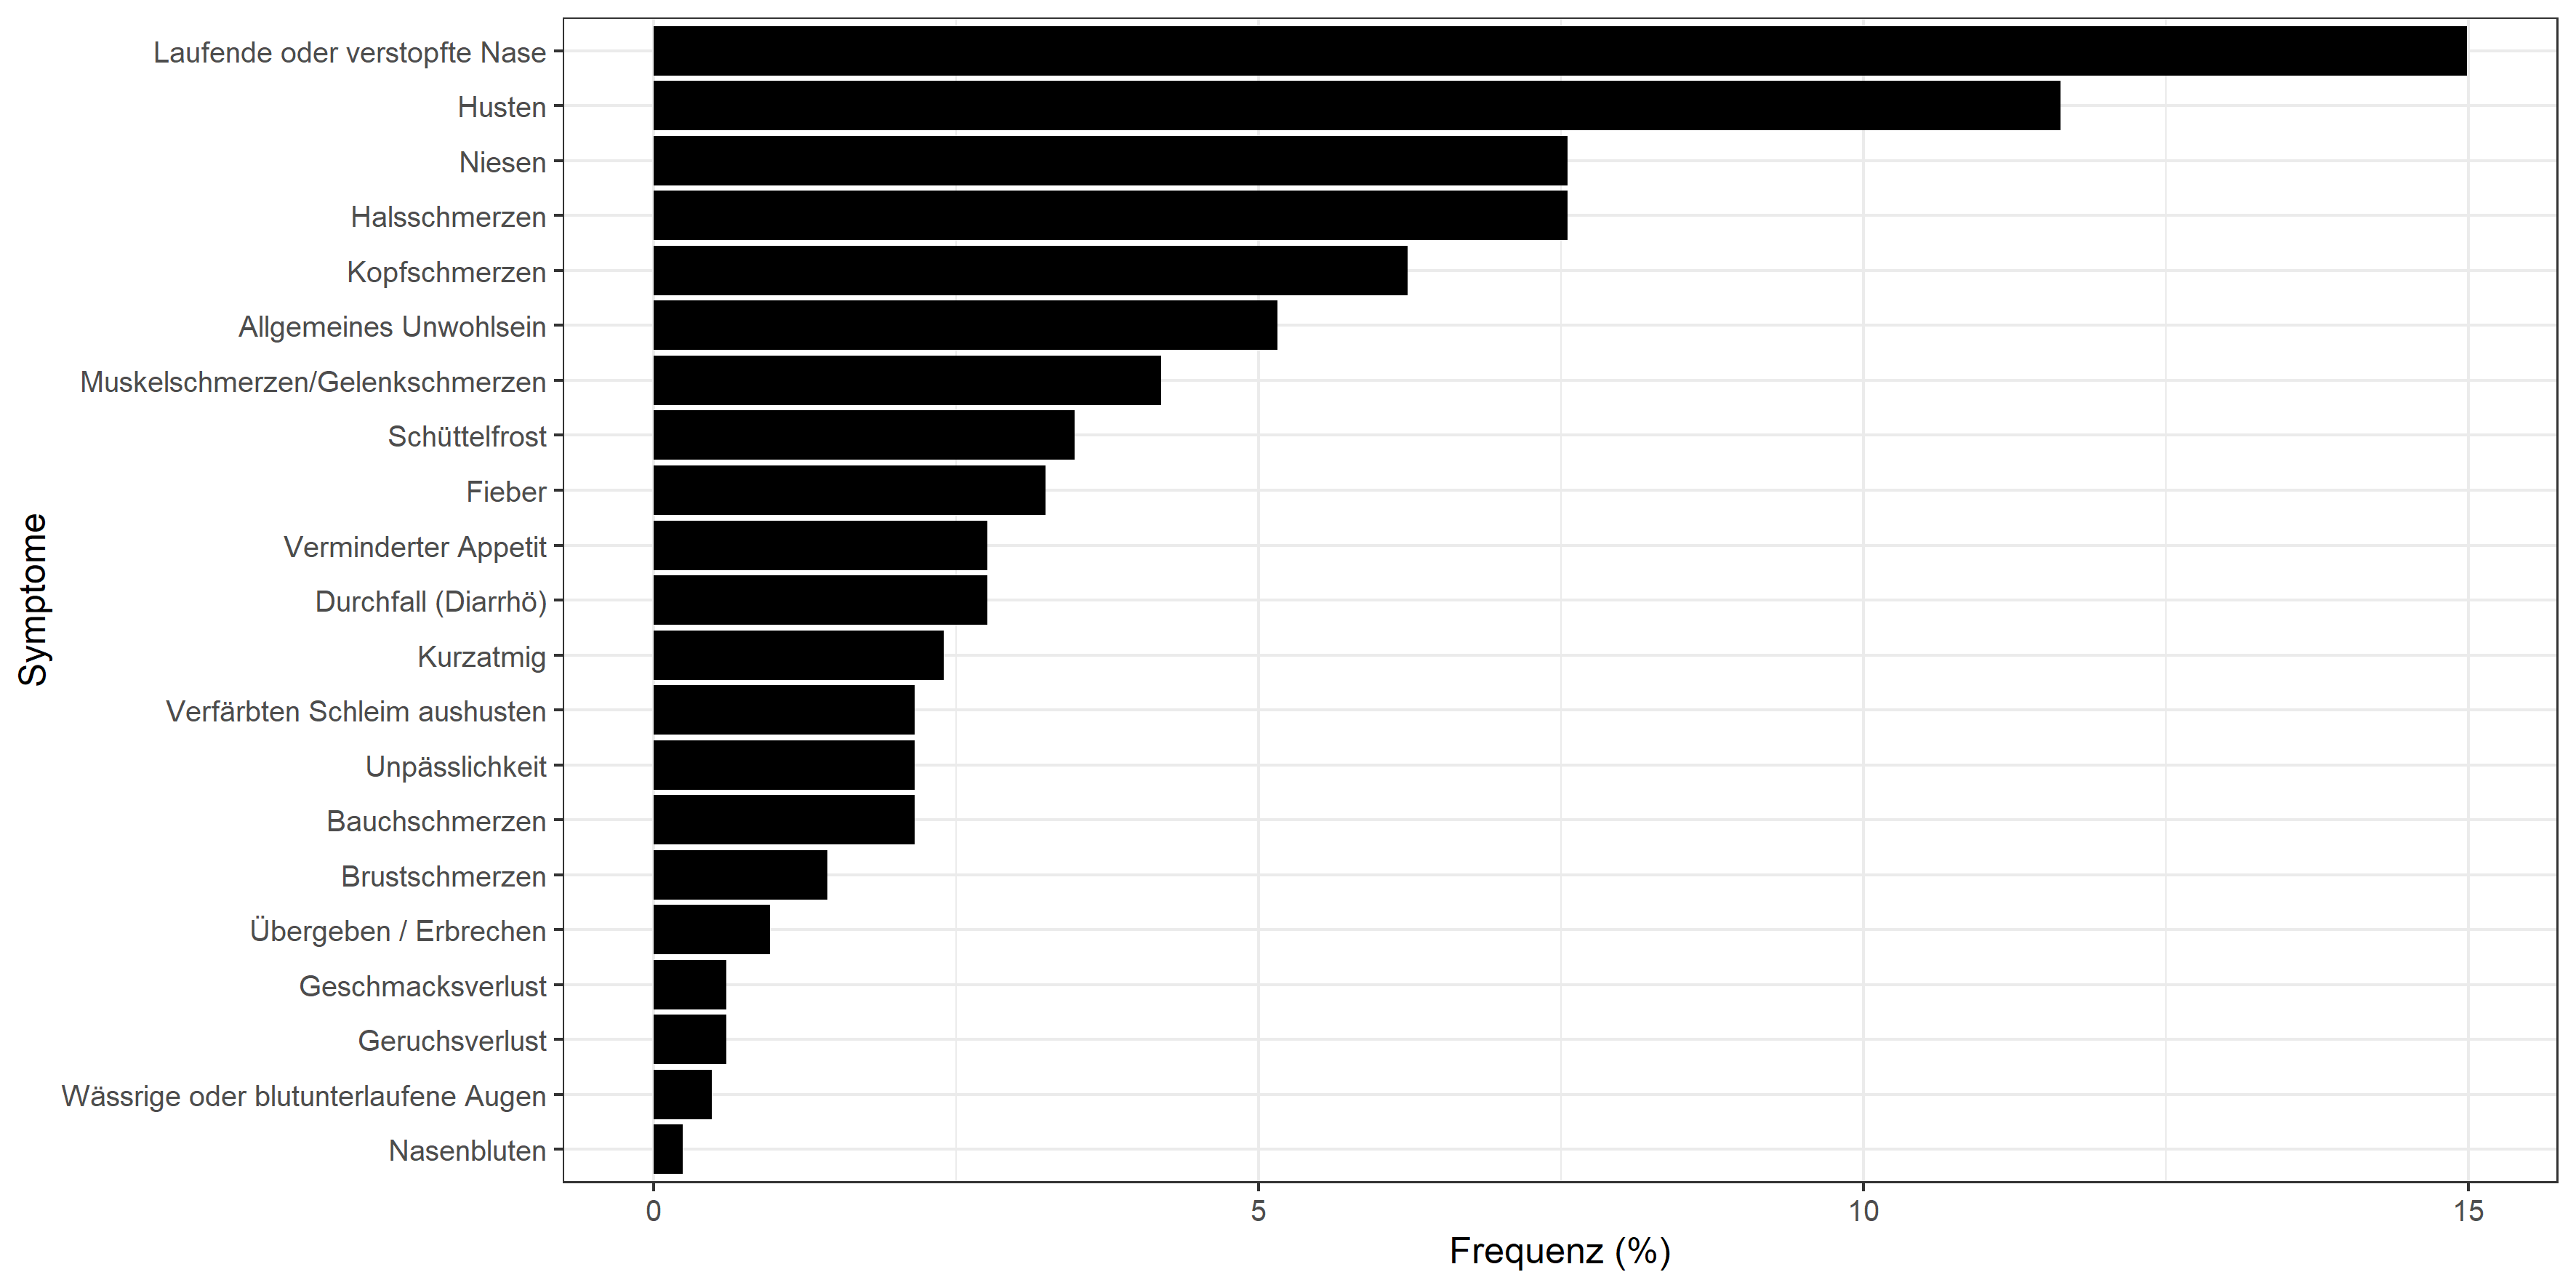 Laufende oder verstopfte Nase
Husten
Niesen
Halsschmerzen
Kopfschmerzen
Allgemeines Unwohlsein
Muskelschmerzen/Gelenkschmerzen
Schüttelfrost
Fieber
Verminderter Appetit
Durchfall (Diarrhö)
Kurzatmig
Verfärbten Schleim aushusten
Unpässlichkeit
Bauchschmerzen
Brustschmerzen
Übergeben / Erbrechen
Geschmacksverlust
Geruchsverlust
Wässrige oder blutunterlaufene Augen
Nasenbluten
Symptome
0 5 10 15
Frequenz (%)